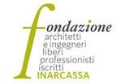 fondazione
architetti
e ingegneri
liberi
professionisti
iscritti
INARCASSA